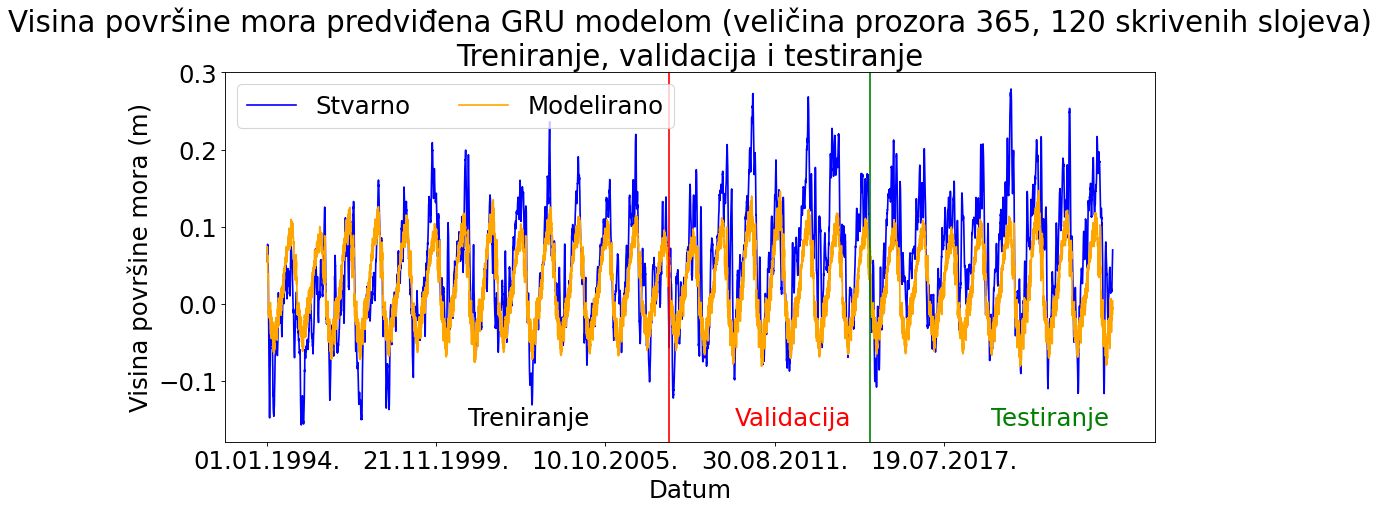 Visina površine mora predviđena GRU modelom (veličina prozora 365, 120 skrivenih slojeva)
Treniranje, validacija i testiranje
Stvarno
Modelirano
Visina površine mora (m)
0.3
0.2
0.1
0.0
−0.1
Treniranje
Validacija
Testiranje
01.01.1994.
21.11.1999.
10.10.2005.
30.08.2011.
19.07.2017.
Datum